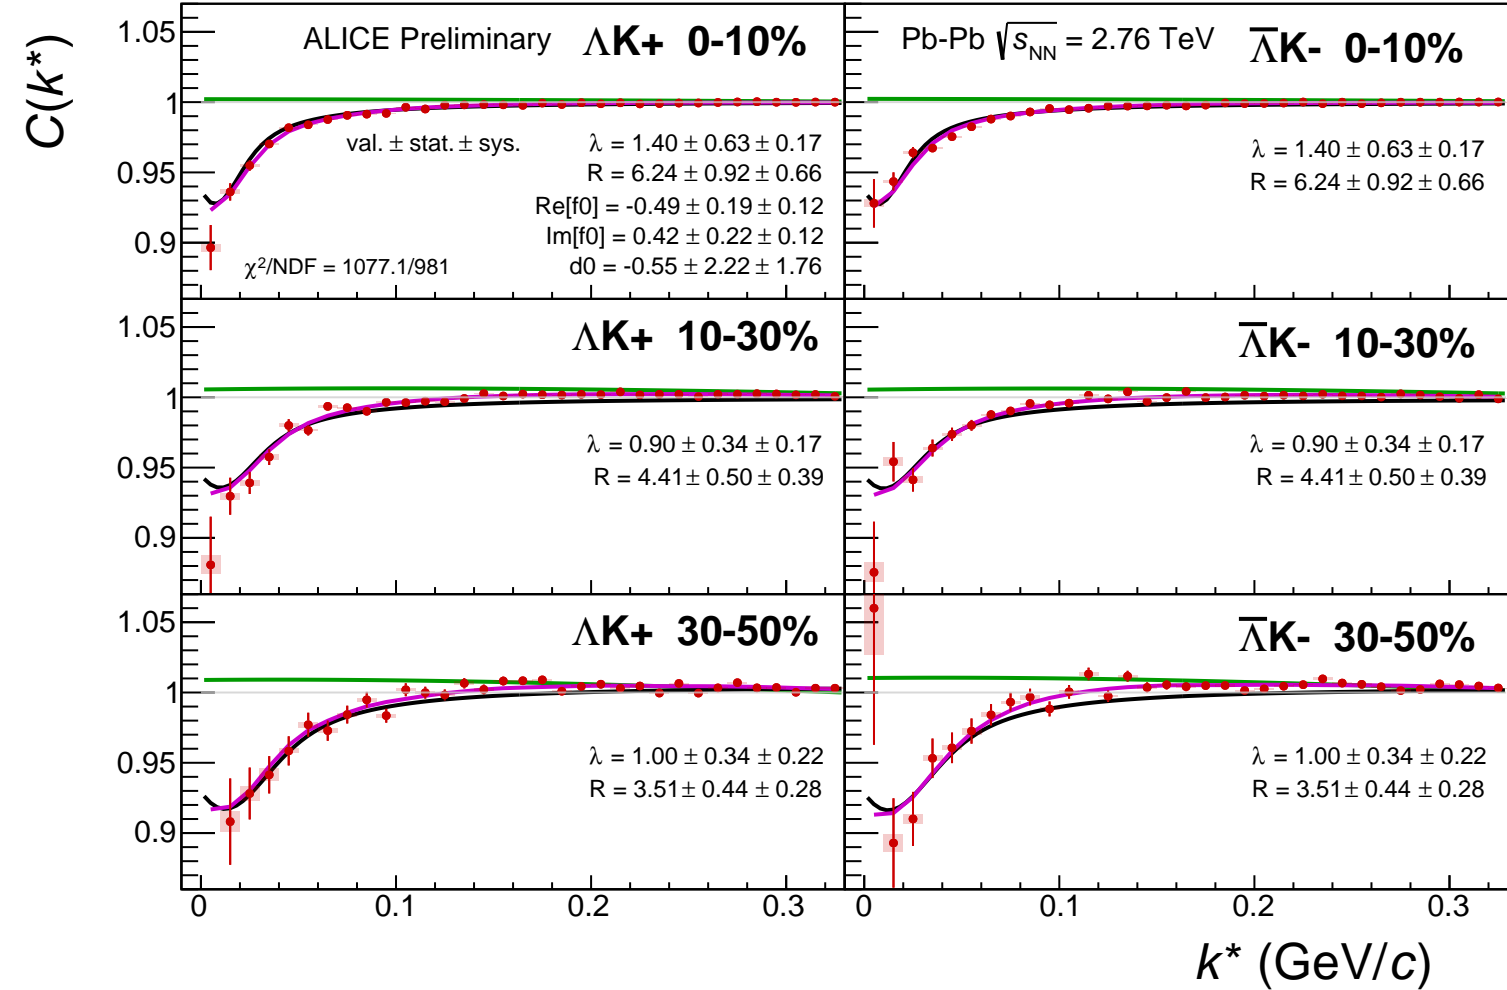 C(k*)
1.05
1
0.95
0.9
ALICE Preliminary ΛK+ 0-10%
val. ± stat. ± sys.
λ = 1.40 ± 0.63 ± 0.17
R = 6.24 ± 0.92 ± 0.66
Re[f0] = -0.49 ± 0.19 ± 0.12
Im[f0] = 0.42 ± 0.22 ± 0.12
d0 = -0.55 ± 2.22 ± 1.76
χ²/NDF = 1077.1/981
Pb-Pb √sNN = 2.76 TeV Λ̅K- 0-10%
λ = 1.40 ± 0.63 ± 0.17
R = 6.24 ± 0.92 ± 0.66
1.05
1
0.95
0.9
ΛK+ 10-30%
λ = 0.90 ± 0.34 ± 0.17
R = 4.41 ± 0.50 ± 0.39
Λ̅K- 10-30%
λ = 0.90 ± 0.34 ± 0.17
R = 4.41 ± 0.50 ± 0.39
1.05
1
0.95
0.9
ΛK+ 30-50%
λ = 1.00 ± 0.34 ± 0.22
R = 3.51 ± 0.44 ± 0.28
Λ̅K- 30-50%
λ = 1.00 ± 0.34 ± 0.22
R = 3.51 ± 0.44 ± 0.28
0 0.1 0.2 0.3
0 0.1 0.2 0.3
k* (GeV/c)